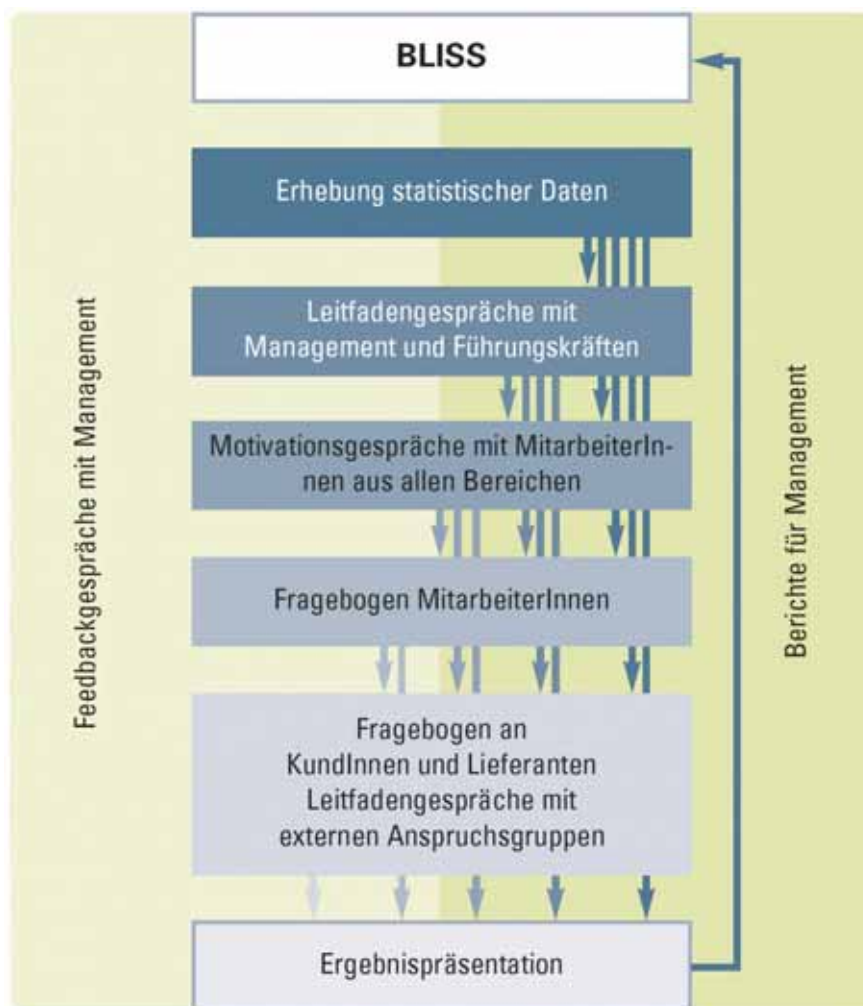 BLISS
Erhebung statistischer Daten
Leitfadengespräche mit
Management und Führungskräften
Motivationsgespräche mit MitarbeiterIn-
nen aus allen Bereichen
Fragebogen MitarbeiterInnen
Fragebogen an
KundInnen und Lieferanten
Leitfadengespräche mit
externen Anspruchsgruppen
Ergebnispräsentation
Feedbackgespräche mit Management
Berichte für Management